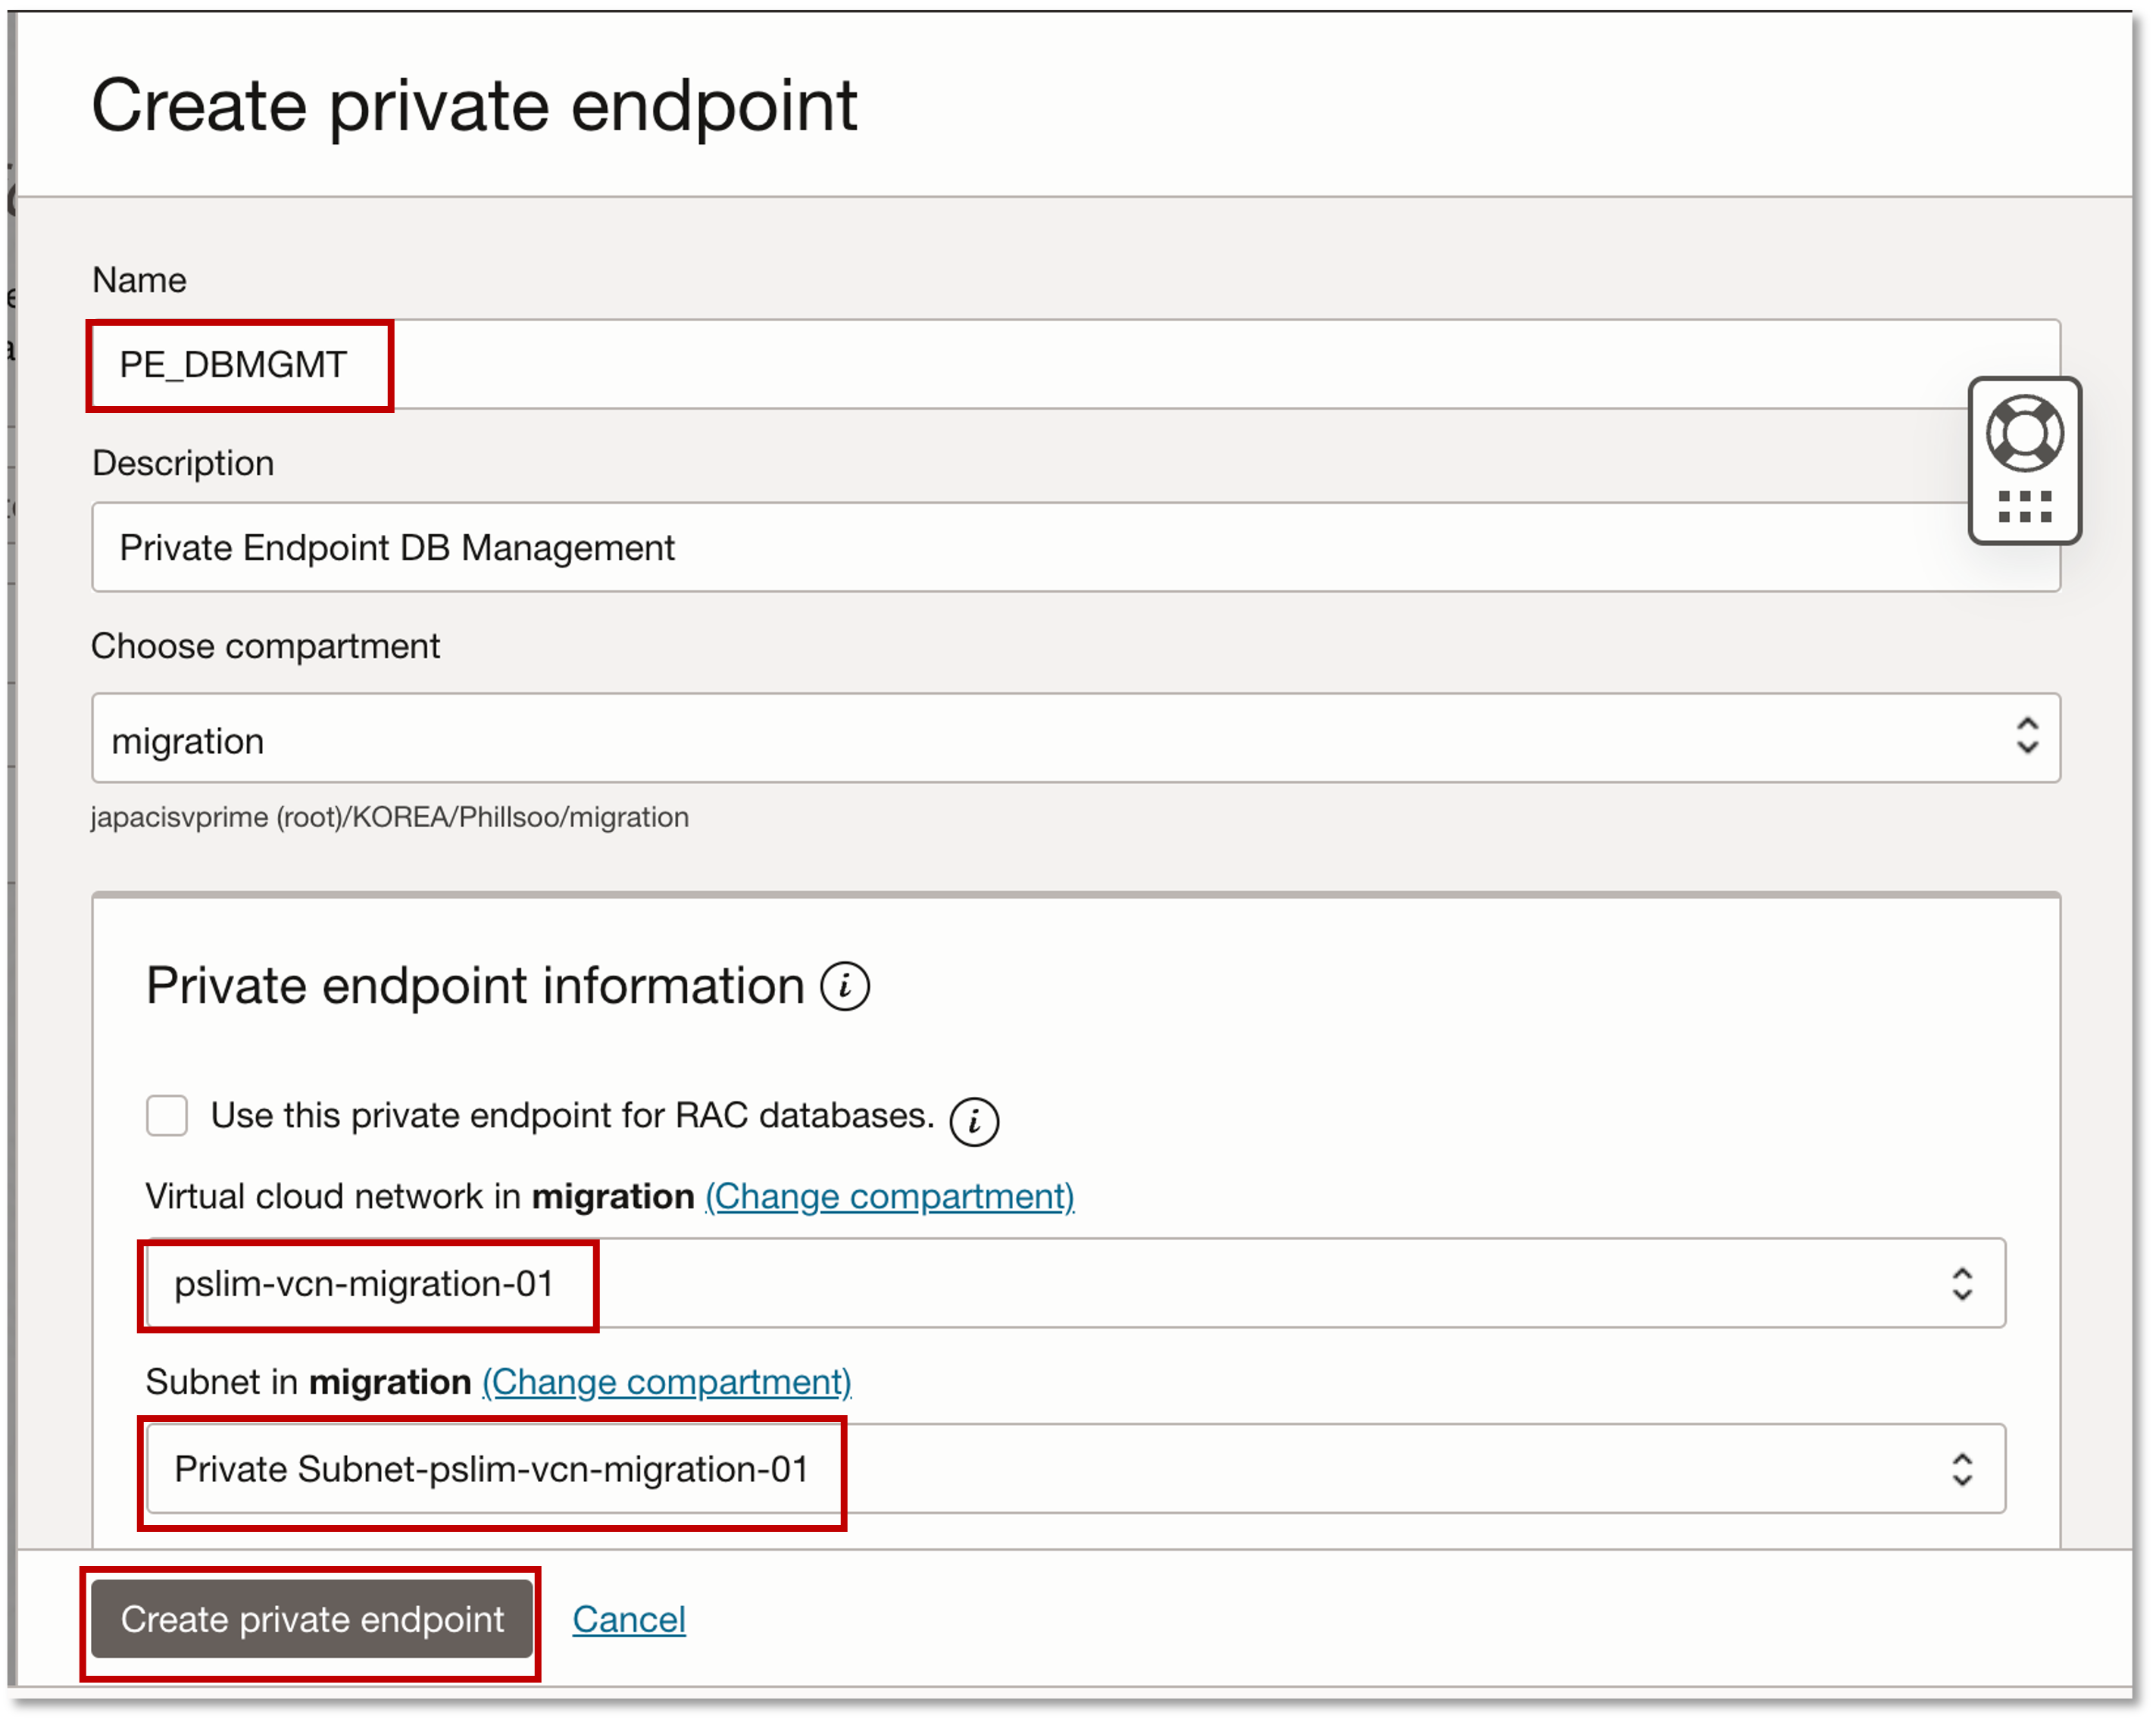 Create private endpoint
Name
PE_DBMGMT
Description
Private Endpoint DB Management
Choose compartment
migration
japacisvprime (root)/KOREA/Phillsoo/migration
Private endpoint information
Use this private endpoint for RAC databases.
Virtual cloud network in migration (Change compartment)
pslim-vcn-migration-01
Subnet in migration (Change compartment)
Private Subnet-pslim-vcn-migration-01
Create private endpoint Cancel